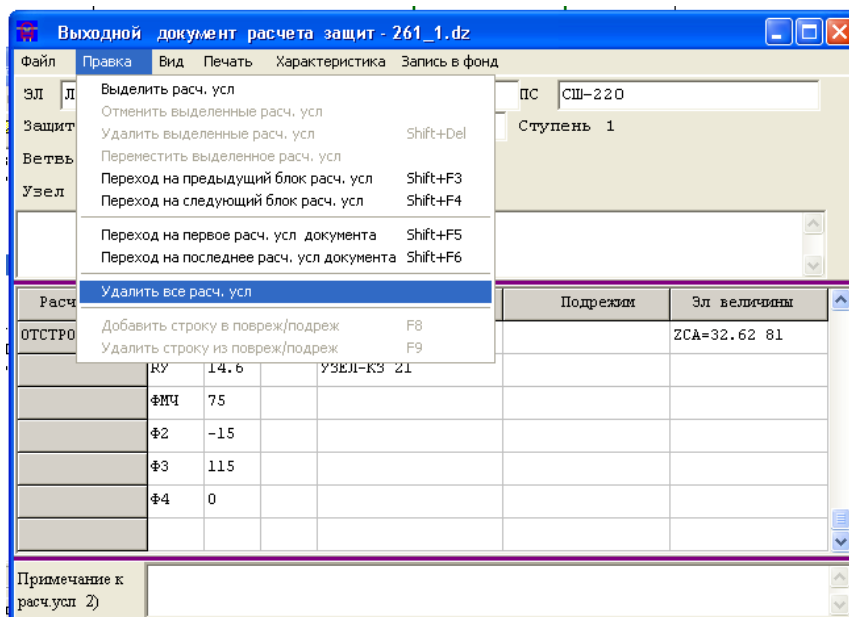 Выходной документ расчета защит - 261_1.dz
Файл Правка Вид Печать Характеристика Запись в фонд
ЭЛ Л ПС СШ-220
Защит Ступень 1
Ветвь
Узел
Выделить расч. усл
Отменить выделенные расч. усл
Удалить выделенные расч. усл Shift+Del
Переместить выделенное расч. усл
Переход на предыдущий блок расч. усл Shift+F3
Переход на следующий блок расч. усл Shift+F4
Переход на первое расч. усл документа Shift+F5
Переход на последнее расч. усл документа Shift+F6
Удалить все расч. усл
Добавить строку в повреж/подреж F8
Удалить строку из повреж/подреж F9
Расч Подрежим Эл величины
ОТСТРО ZCA=32.62 81
RУ 14.6 УЗЕЛ-КЗ 21
ФМЧ 75
Ф2 -15
Ф3 115
Ф4 0
Примечание к
расч.усл 2)